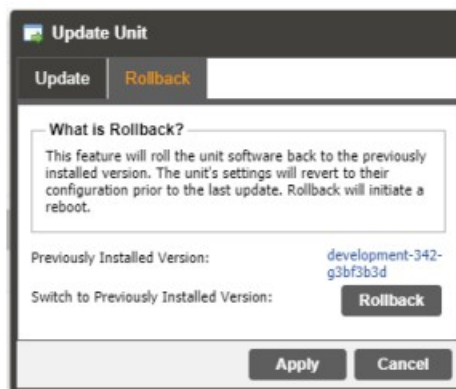 Update Unit
Update Rollback
What is Rollback?
This feature will roll the unit software back to the previously
installed version. The unit's settings will revert to their
configuration prior to the last update. Rollback will initiate a
reboot.
Previously Installed Version: development-342-
g3bf3b3d
Switch to Previously Installed Version: Rollback
Apply Cancel